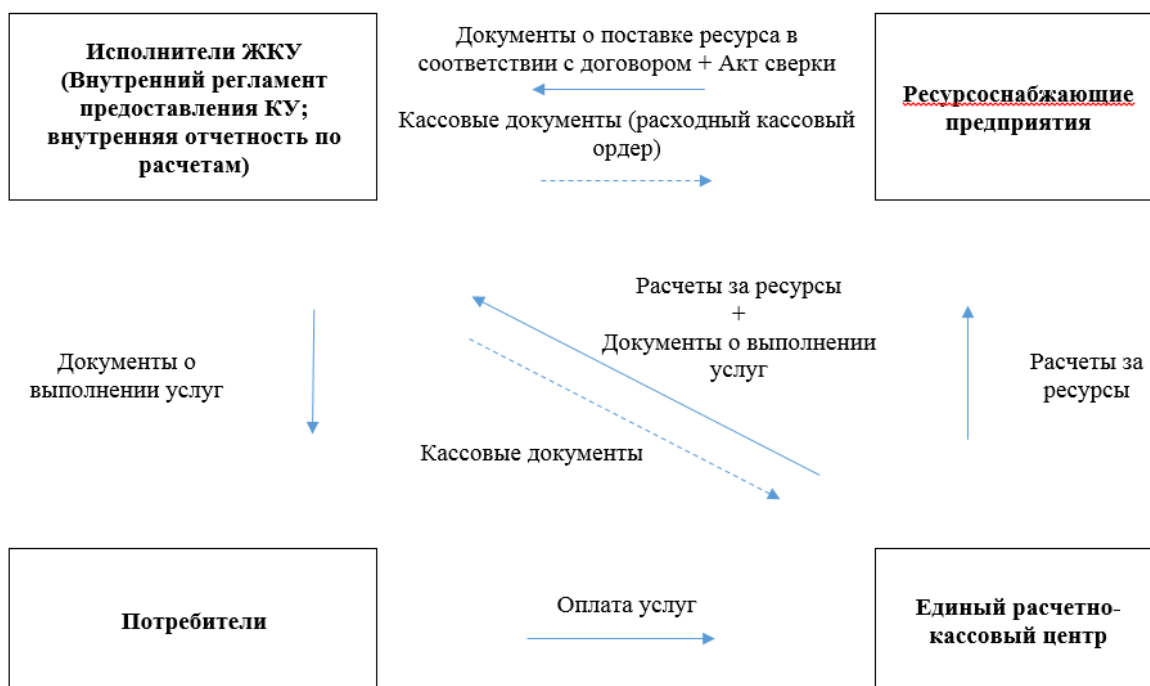 Исполнители ЖКУ
(Внутренний регламент
предоставления КУ;
внутренняя отчетность по
расчетам)
Документы о поставке ресурса в
соответствии с договором + Акт сверки
Кассовые документы (расходный кассовый
ордер)
Ресурсоснабжающие
предприятия
Документы о
выполнении услуг
Расчеты за ресурсы
+
Документы о выполнении
услуг
Кассовые документы
Расчеты за
ресурсы
Потребители
Оплата услуг
Единый расчетно-
кассовый центр